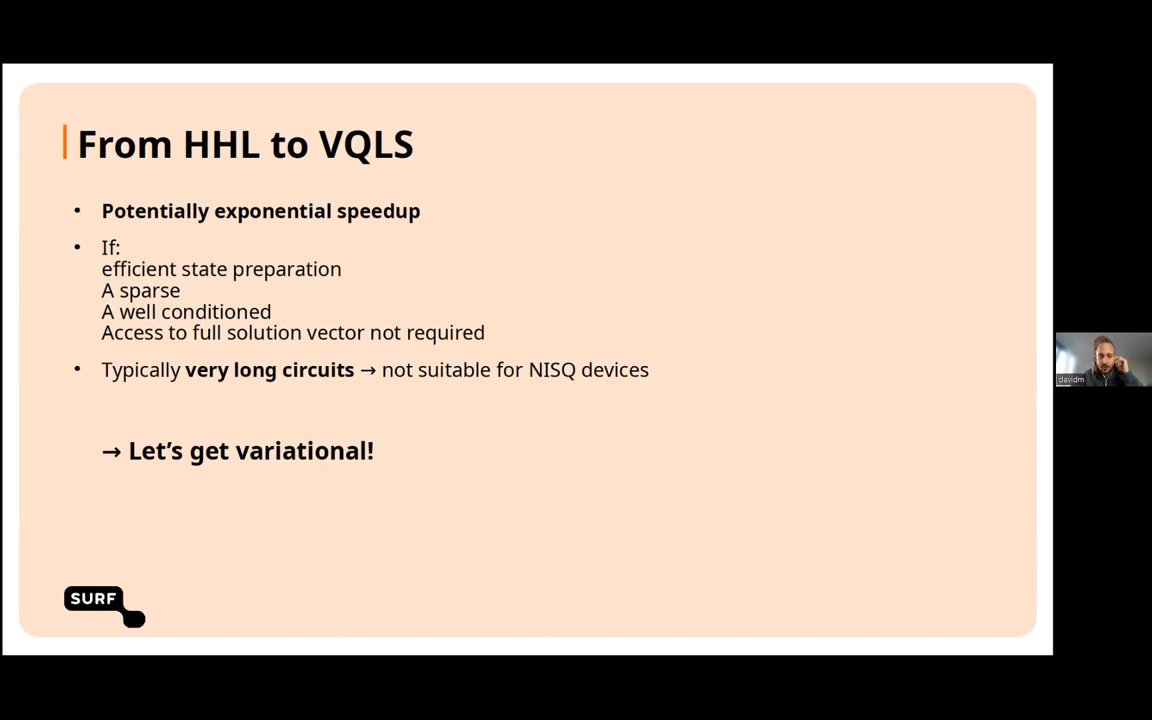 From HHL to VQLS
• Potentially exponential speedup
• If:
efficient state preparation
A sparse
A well conditioned
Access to full solution vector not required
• Typically very long circuits → not suitable for NISQ devices
→ Let’s get variational!
SURF
davidm